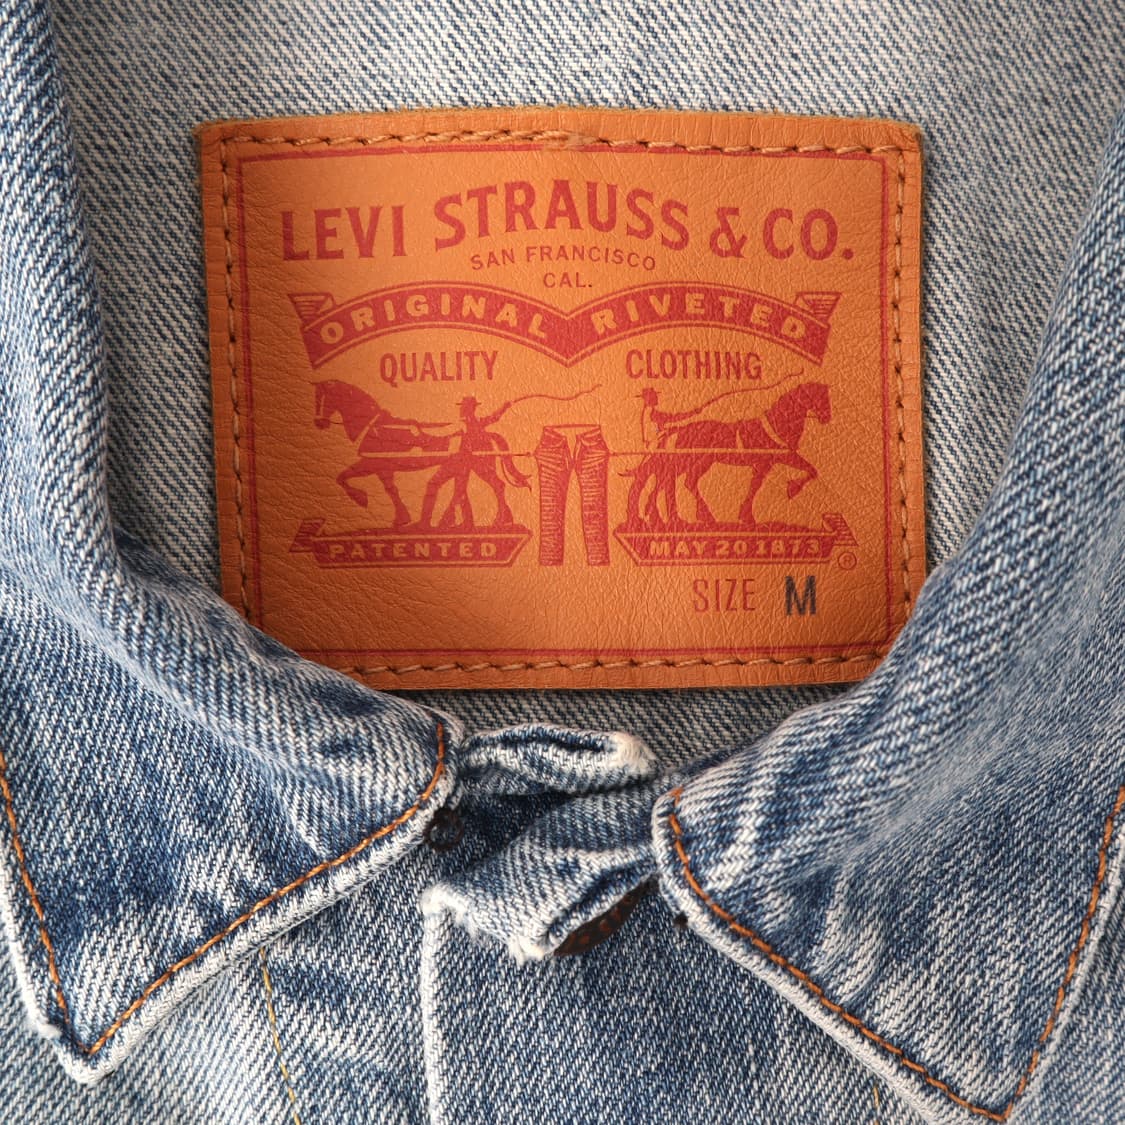 LEVI STRAUSS & CO.
SAN FRANCISCO
CAL.
ORIGINAL RIVETED
QUALITY CLOTHING
PATENTED MAY 20 1873 ®
SIZE M